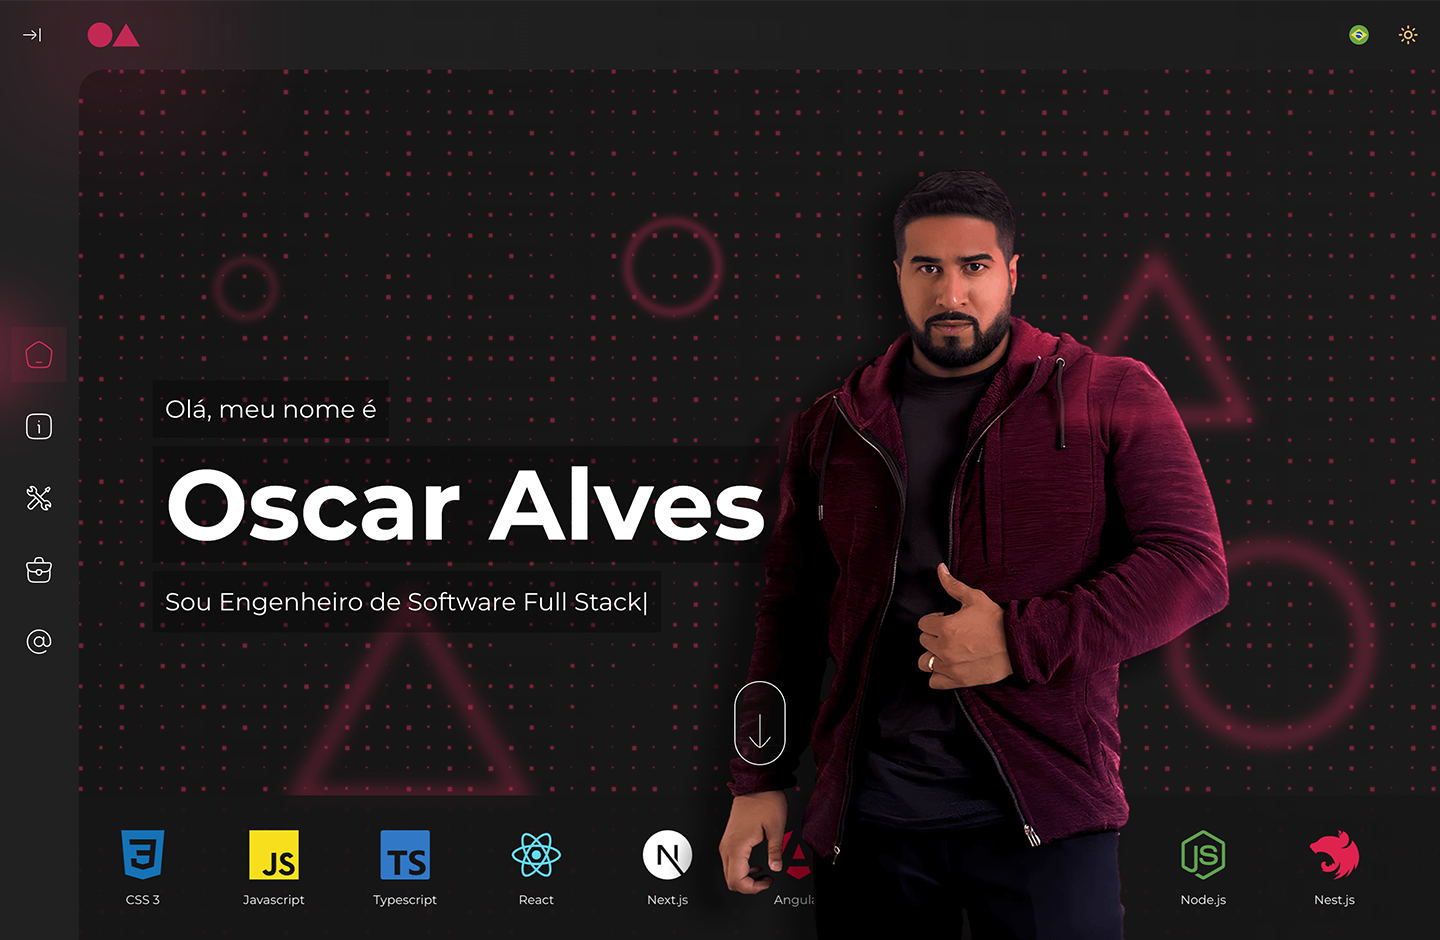 Olá, meu nome é
Oscar Alves
Sou Engenheiro de Software Full Stack|
JS
TS
N
JS
CSS 3
Javascript
Typescript
React
Next.js
Node.js
Nest.js